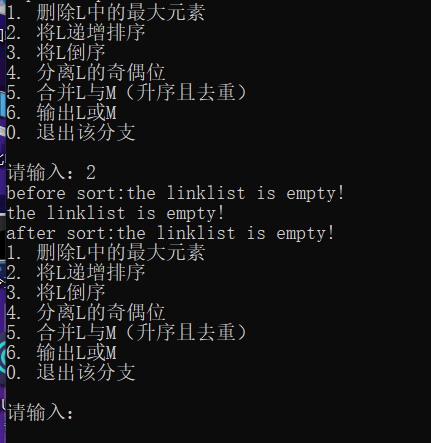 1. 删除L中的最大元素
2. 将L递增排序
3. 将L倒序
4. 分离L的奇偶位
5. 合并L与M（升序且去重）
6. 输出L或M
0. 退出该分支
请输入：2
before sort:the linklist is empty!
the linklist is empty!
after sort:the linklist is empty!
1. 删除L中的最大元素
2. 将L递增排序
3. 将L倒序
4. 分离L的奇偶位
5. 合并L与M（升序且去重）
6. 输出L或M
0. 退出该分支
请输入：